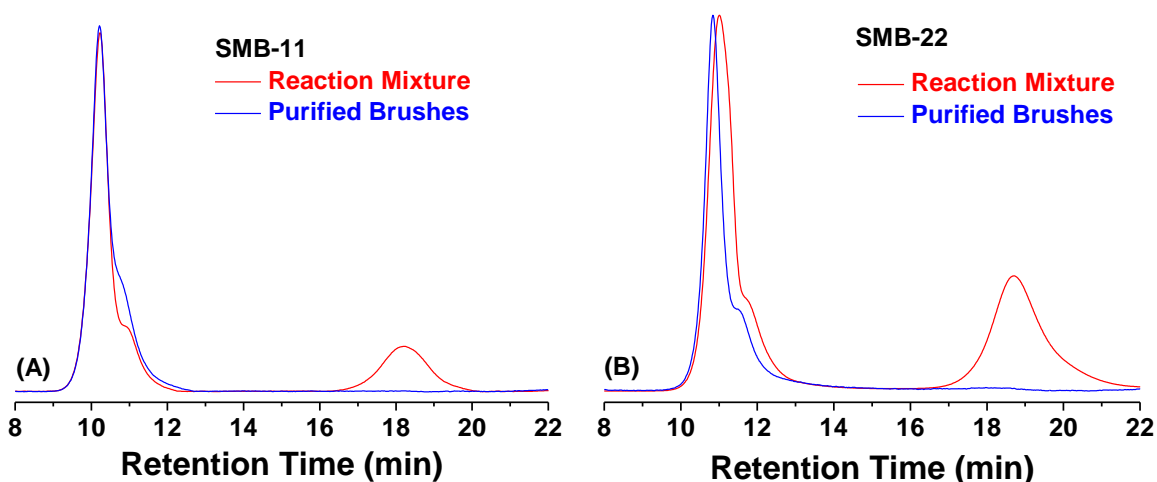 SMB-11
Reaction Mixture
Purified Brushes
(A)
8 10 12 14 16 18 20 22
Retention Time (min)
SMB-22
Reaction Mixture
Purified Brushes
(B)
8 10 12 14 16 18 20 22
Retention Time (min)